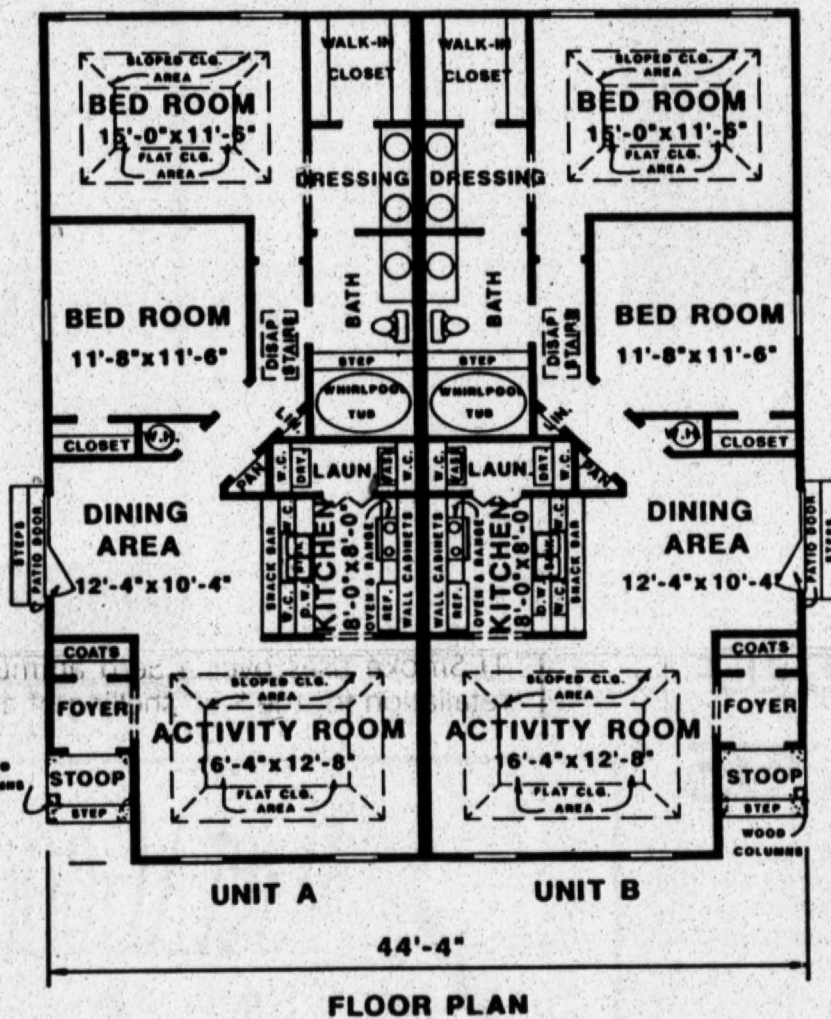 WALK-IN
CLOSET
WALK-IN
CLOSET
SLOPED CLG.
AREA
BED ROOM
15'-0"x11'-6"
FLAT CLG.
AREA
SLOPED CLG.
AREA
BED ROOM
15'-0"x11'-6"
FLAT CLG.
AREA
DRESSING
DRESSING
BED ROOM
11'-8"x11'-6"
DISAP
STAIRS
BATH
BATH
DISAP
STAIRS
BED ROOM
11'-8"x11'-6"
STEP
STEP
WHIRLPOOL
TUB
WHIRLPOOL
TUB
CLOSET
W.H.
LIN.
PAN
LIN.
PAN
W.H.
CLOSET
W.C.
DRY.
LAUN.
WASH
W.C.
W.C.
WASH
LAUN.
DRY.
W.C.
STEPS
PATIO DOOR
DINING
AREA
12'-4"x10'-4"
SNACK BAR
W.C.
W.C.
SINK
D.W.
KITCHEN
8'-0"x8'-0"
OVEN & RANGE
REF.
WALL CABINETS
WALL CABINETS
REF.
OVEN & RANGE
KITCHEN
8'-0"x8'-0"
D.W.
SINK
W.C.
W.C.
SNACK BAR
DINING
AREA
12'-4"x10'-4"
PATIO DOOR
STEPS
COATS
FOYER
STOOP
STEP
SLOPED CLG.
AREA
ACTIVITY ROOM
16'-4"x12'-8"
FLAT CLG.
AREA
SLOPED CLG.
AREA
ACTIVITY ROOM
16'-4"x12'-8"
FLAT CLG.
AREA
COATS
FOYER
STOOP
STEP
WOOD
COLUMNS
UNIT A
UNIT B
44'-4"
FLOOR PLAN